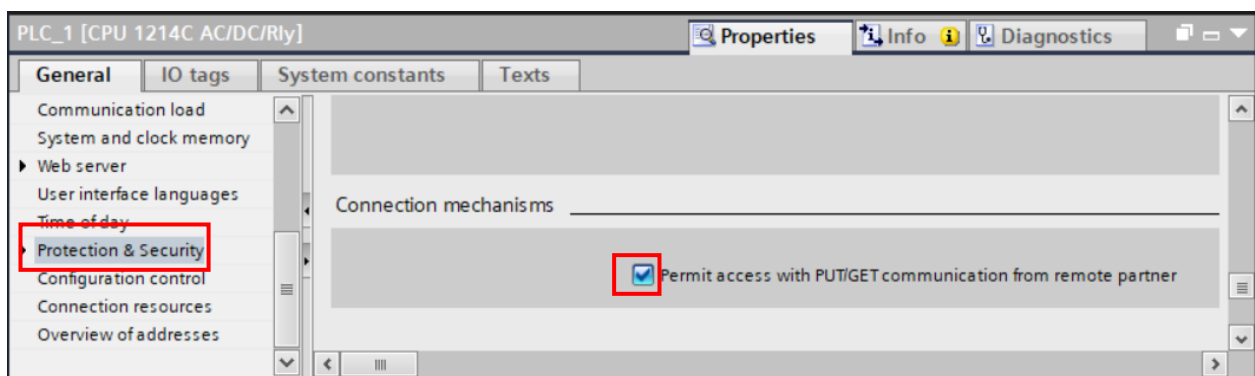 PLC_1 [CPU 1214C AC/DC/Rly]
Properties
Info
Diagnostics
General
IO tags
System constants
Texts
Communication load
System and clock memory
Web server
User interface languages
Time of day
Protection & Security
Configuration control
Connection resources
Overview of addresses
Connection mechanisms
Permit access with PUT/GET communication from remote partner